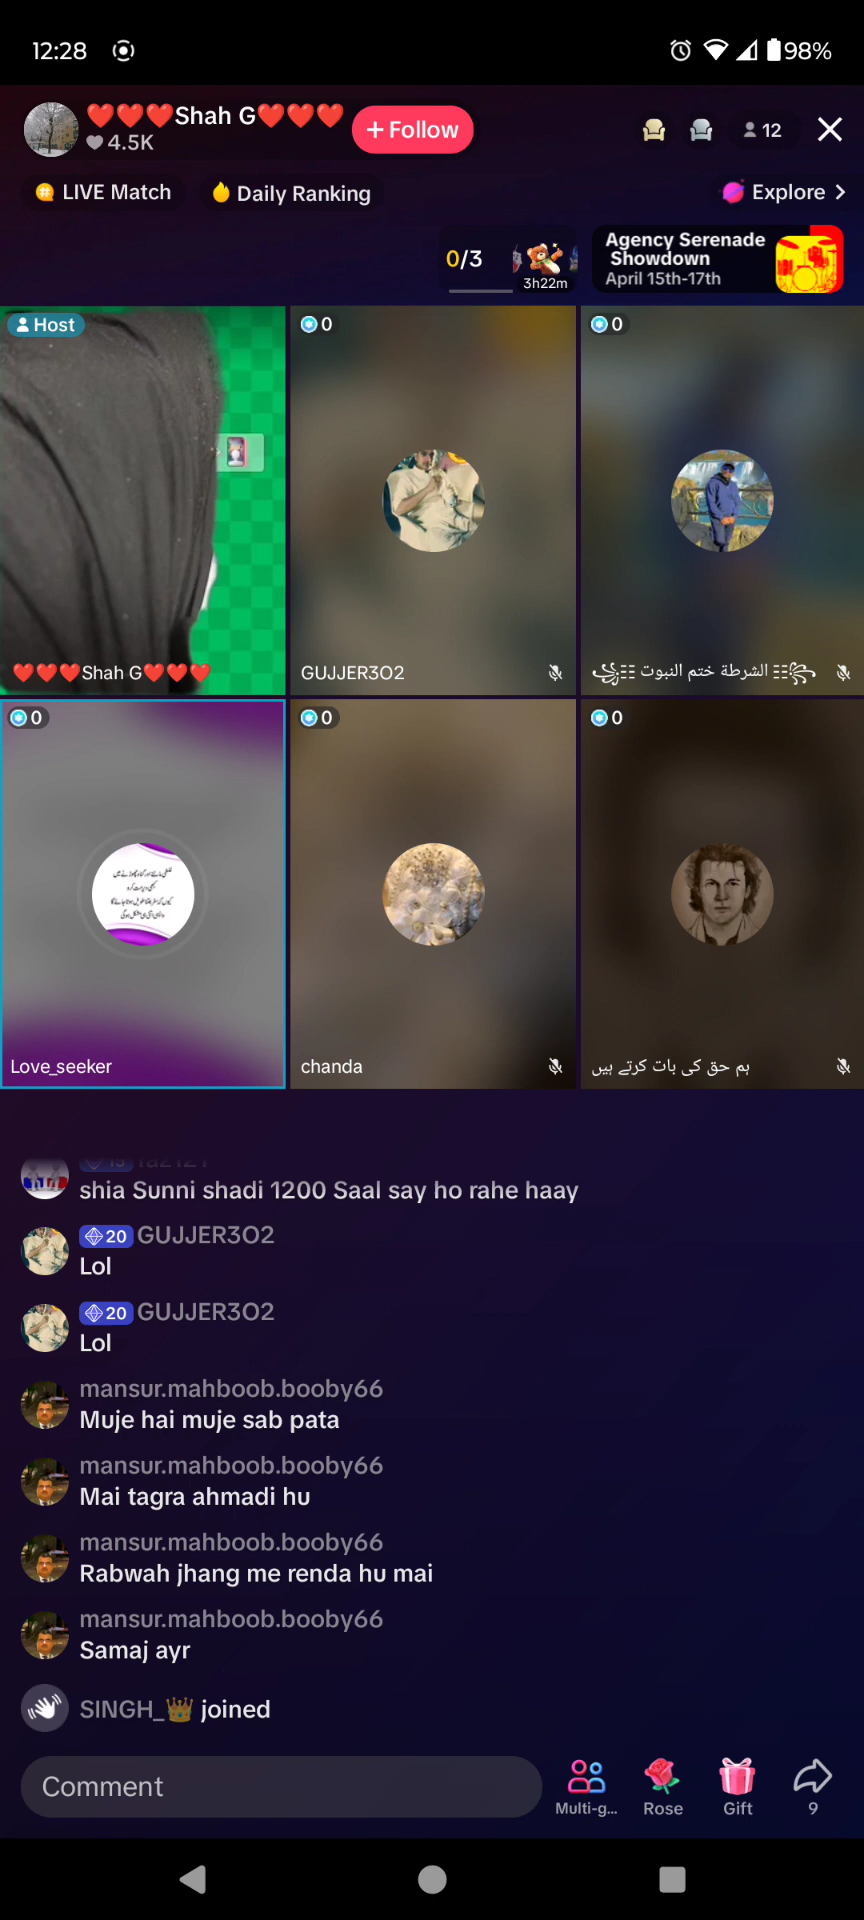 12:28
98%
❤️❤️❤️Shah G❤️❤️❤️
4.5K
+ Follow
12
LIVE Match
Daily Ranking
Explore
0/3
3h22m
Agency Serenade
Showdown
April 15th-17th
Host
0
0
❤️❤️❤️Shah G❤️❤️❤️
GUJJER3O2
الشرطة ختم النبوت
0
0
0
Love_seeker
chanda
ہم حق کی بات کرتے ہیں
shia Sunni shadi 1200 Saal say ho rahe haay
20 GUJJER3O2
Lol
20 GUJJER3O2
Lol
mansur.mahboob.booby66
Muje hai muje sab pata
mansur.mahboob.booby66
Mai tagra ahmadi hu
mansur.mahboob.booby66
Rabwah jhang me renda hu mai
mansur.mahboob.booby66
Samaj ayr
SINGH_👑 joined
Comment
Multi-g...
Rose
Gift
9